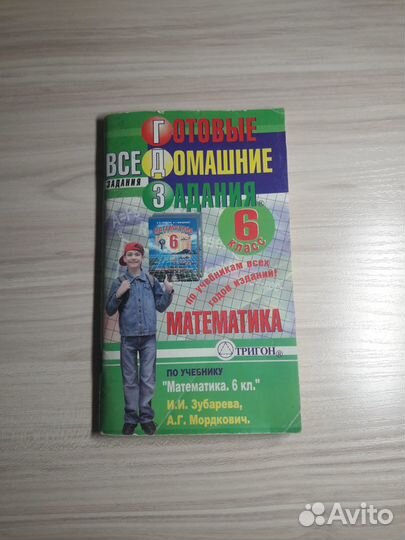 ГОТОВЫЕ
ВСЕ ДОМАШНИЕ
ЗАДАНИЯ ЗАДАНИЯ®
6
КЛАСС
6
по учебникам всех
годов изданий!
МАТЕМАТИКА
ТРИГОН®
ПО УЧЕБНИКУ
"Математика. 6 кл."
И.И. Зубарева,
А.Г. Мордкович.
Avito